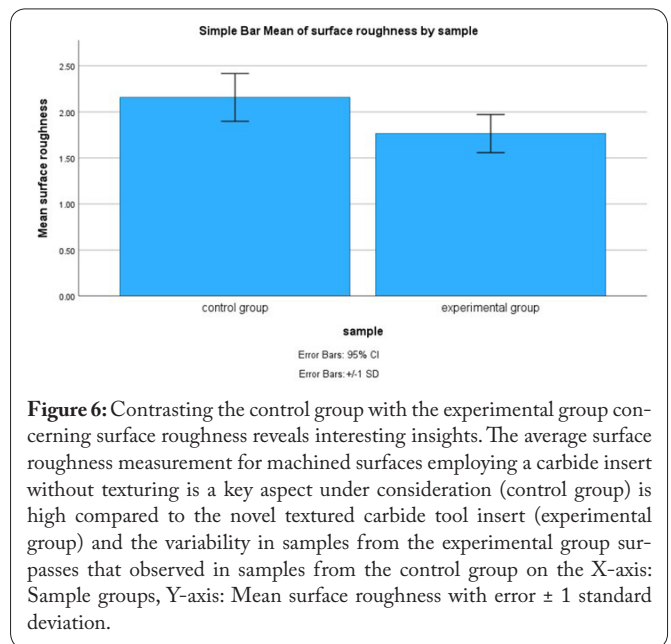 Simple Bar Mean of surface roughness by sample
Mean surface roughness
2.50
2.00
1.50
1.00
0.50
0.00
control group
experimental group
sample
Error Bars: 95% CI
Error Bars: +/-1 SD
Figure 6: Contrasting the control group with the experimental group con-
cerning surface roughness reveals interesting insights. The average surface
roughness measurement for machined surfaces employing a carbide insert
without texturing is a key aspect under consideration (control group) is
high compared to the novel textured carbide tool insert (experimental
group) and the variability in samples from the experimental group sur-
passes that observed in samples from the control group on the X-axis:
Sample groups, Y-axis: Mean surface roughness with error ± 1 standard
deviation.